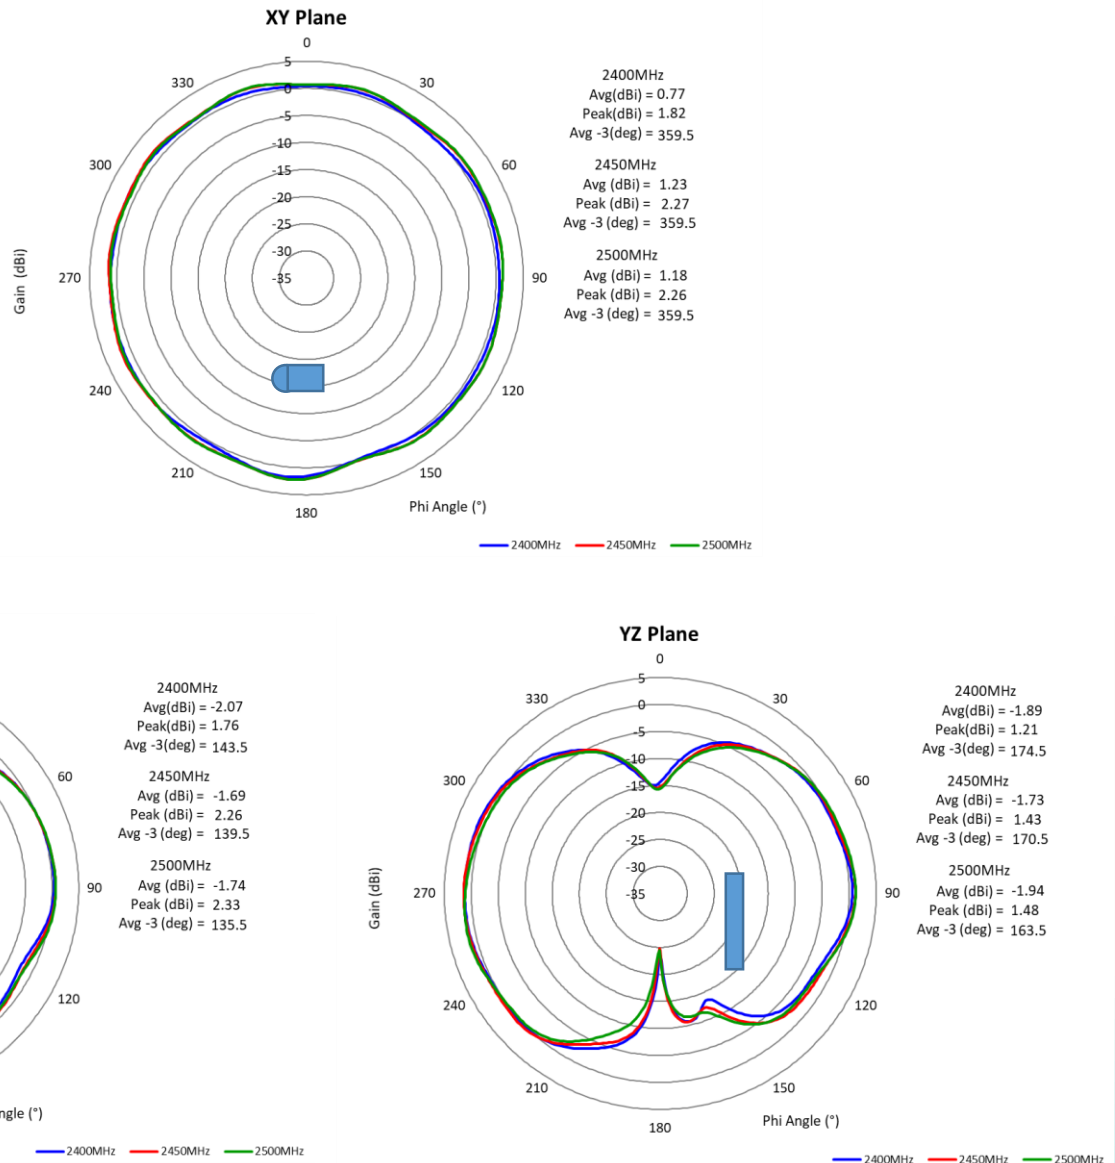 XY Plane
0
330
5
30
0
-5
-10
300
60
-15
-20
-25
-30
270
-35
90
240
120
210
150
180
Gain (dBi)
Phi Angle (°)
2400MHz
Avg(dBi) = 0.77
Peak(dBi) = 1.82
Avg -3(deg) = 359.5
2450MHz
Avg (dBi) = 1.23
Peak (dBi) = 2.27
Avg -3 (deg) = 359.5
2500MHz
Avg (dBi) = 1.18
Peak (dBi) = 2.26
Avg -3 (deg) = 359.5
2400MHz 2450MHz 2500MHz
60
90
120
ngle (°)
2400MHz
Avg(dBi) = -2.07
Peak(dBi) = 1.76
Avg -3(deg) = 143.5
2450MHz
Avg (dBi) = -1.69
Peak (dBi) = 2.26
Avg -3 (deg) = 139.5
2500MHz
Avg (dBi) = -1.74
Peak (dBi) = 2.33
Avg -3 (deg) = 135.5
2400MHz 2450MHz 2500MHz
YZ Plane
0
330
5
30
0
-5
-10
300
60
-15
-20
-25
-30
270
-35
90
240
120
210
150
180
Gain (dBi)
Phi Angle (°)
2400MHz
Avg(dBi) = -1.89
Peak(dBi) = 1.21
Avg -3(deg) = 174.5
2450MHz
Avg (dBi) = -1.73
Peak (dBi) = 1.43
Avg -3 (deg) = 170.5
2500MHz
Avg (dBi) = -1.94
Peak (dBi) = 1.48
Avg -3 (deg) = 163.5
2400MHz 2450MHz 2500MHz